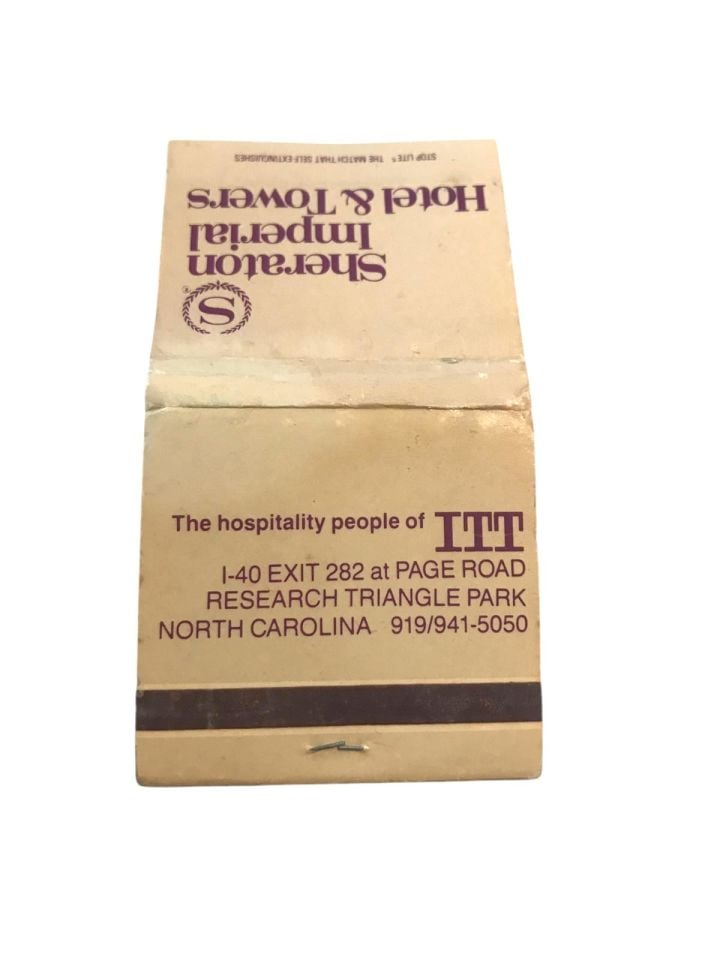 S®
Sheraton
Imperial
Hotel & Towers
STOP LITE® THE MATCH THAT SELF-EXTINGUISHES
The hospitality people of ITT
I-40 EXIT 282 at PAGE ROAD
RESEARCH TRIANGLE PARK
NORTH CAROLINA 919/941-5050